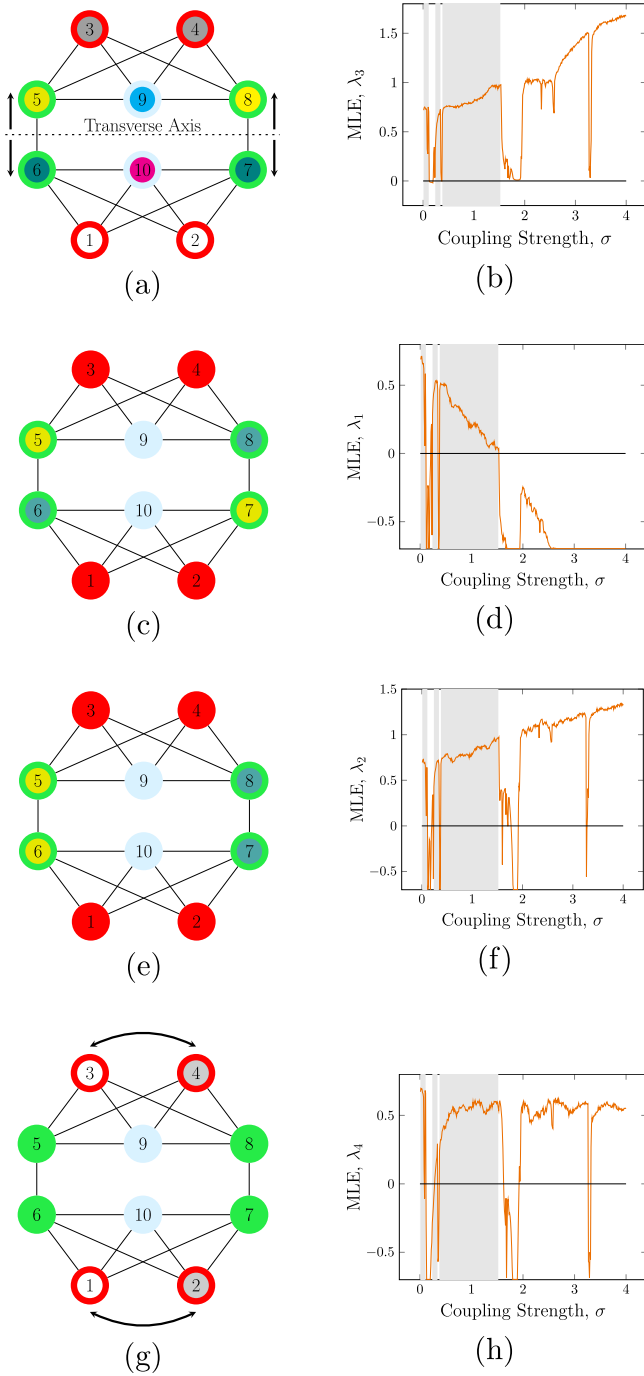 3 4
5 9 8
Transverse Axis
6 10 7
1 2
(a)
MLE, λ3
1.5
1
0.5
0
0 1 2 3 4
Coupling Strength, σ
(b)
3 4
5 9 8
6 10 7
1 2
(c)
MLE, λ1
0.5
0
−0.5
0 1 2 3 4
Coupling Strength, σ
(d)
3 4
5 9 8
6 10 7
1 2
(e)
MLE, λ2
1.5
1
0.5
0
−0.5
0 1 2 3 4
Coupling Strength, σ
(f)
3 4
5 9 8
6 10 7
1 2
(g)
MLE, λ4
0.5
0
−0.5
0 1 2 3 4
Coupling Strength, σ
(h)